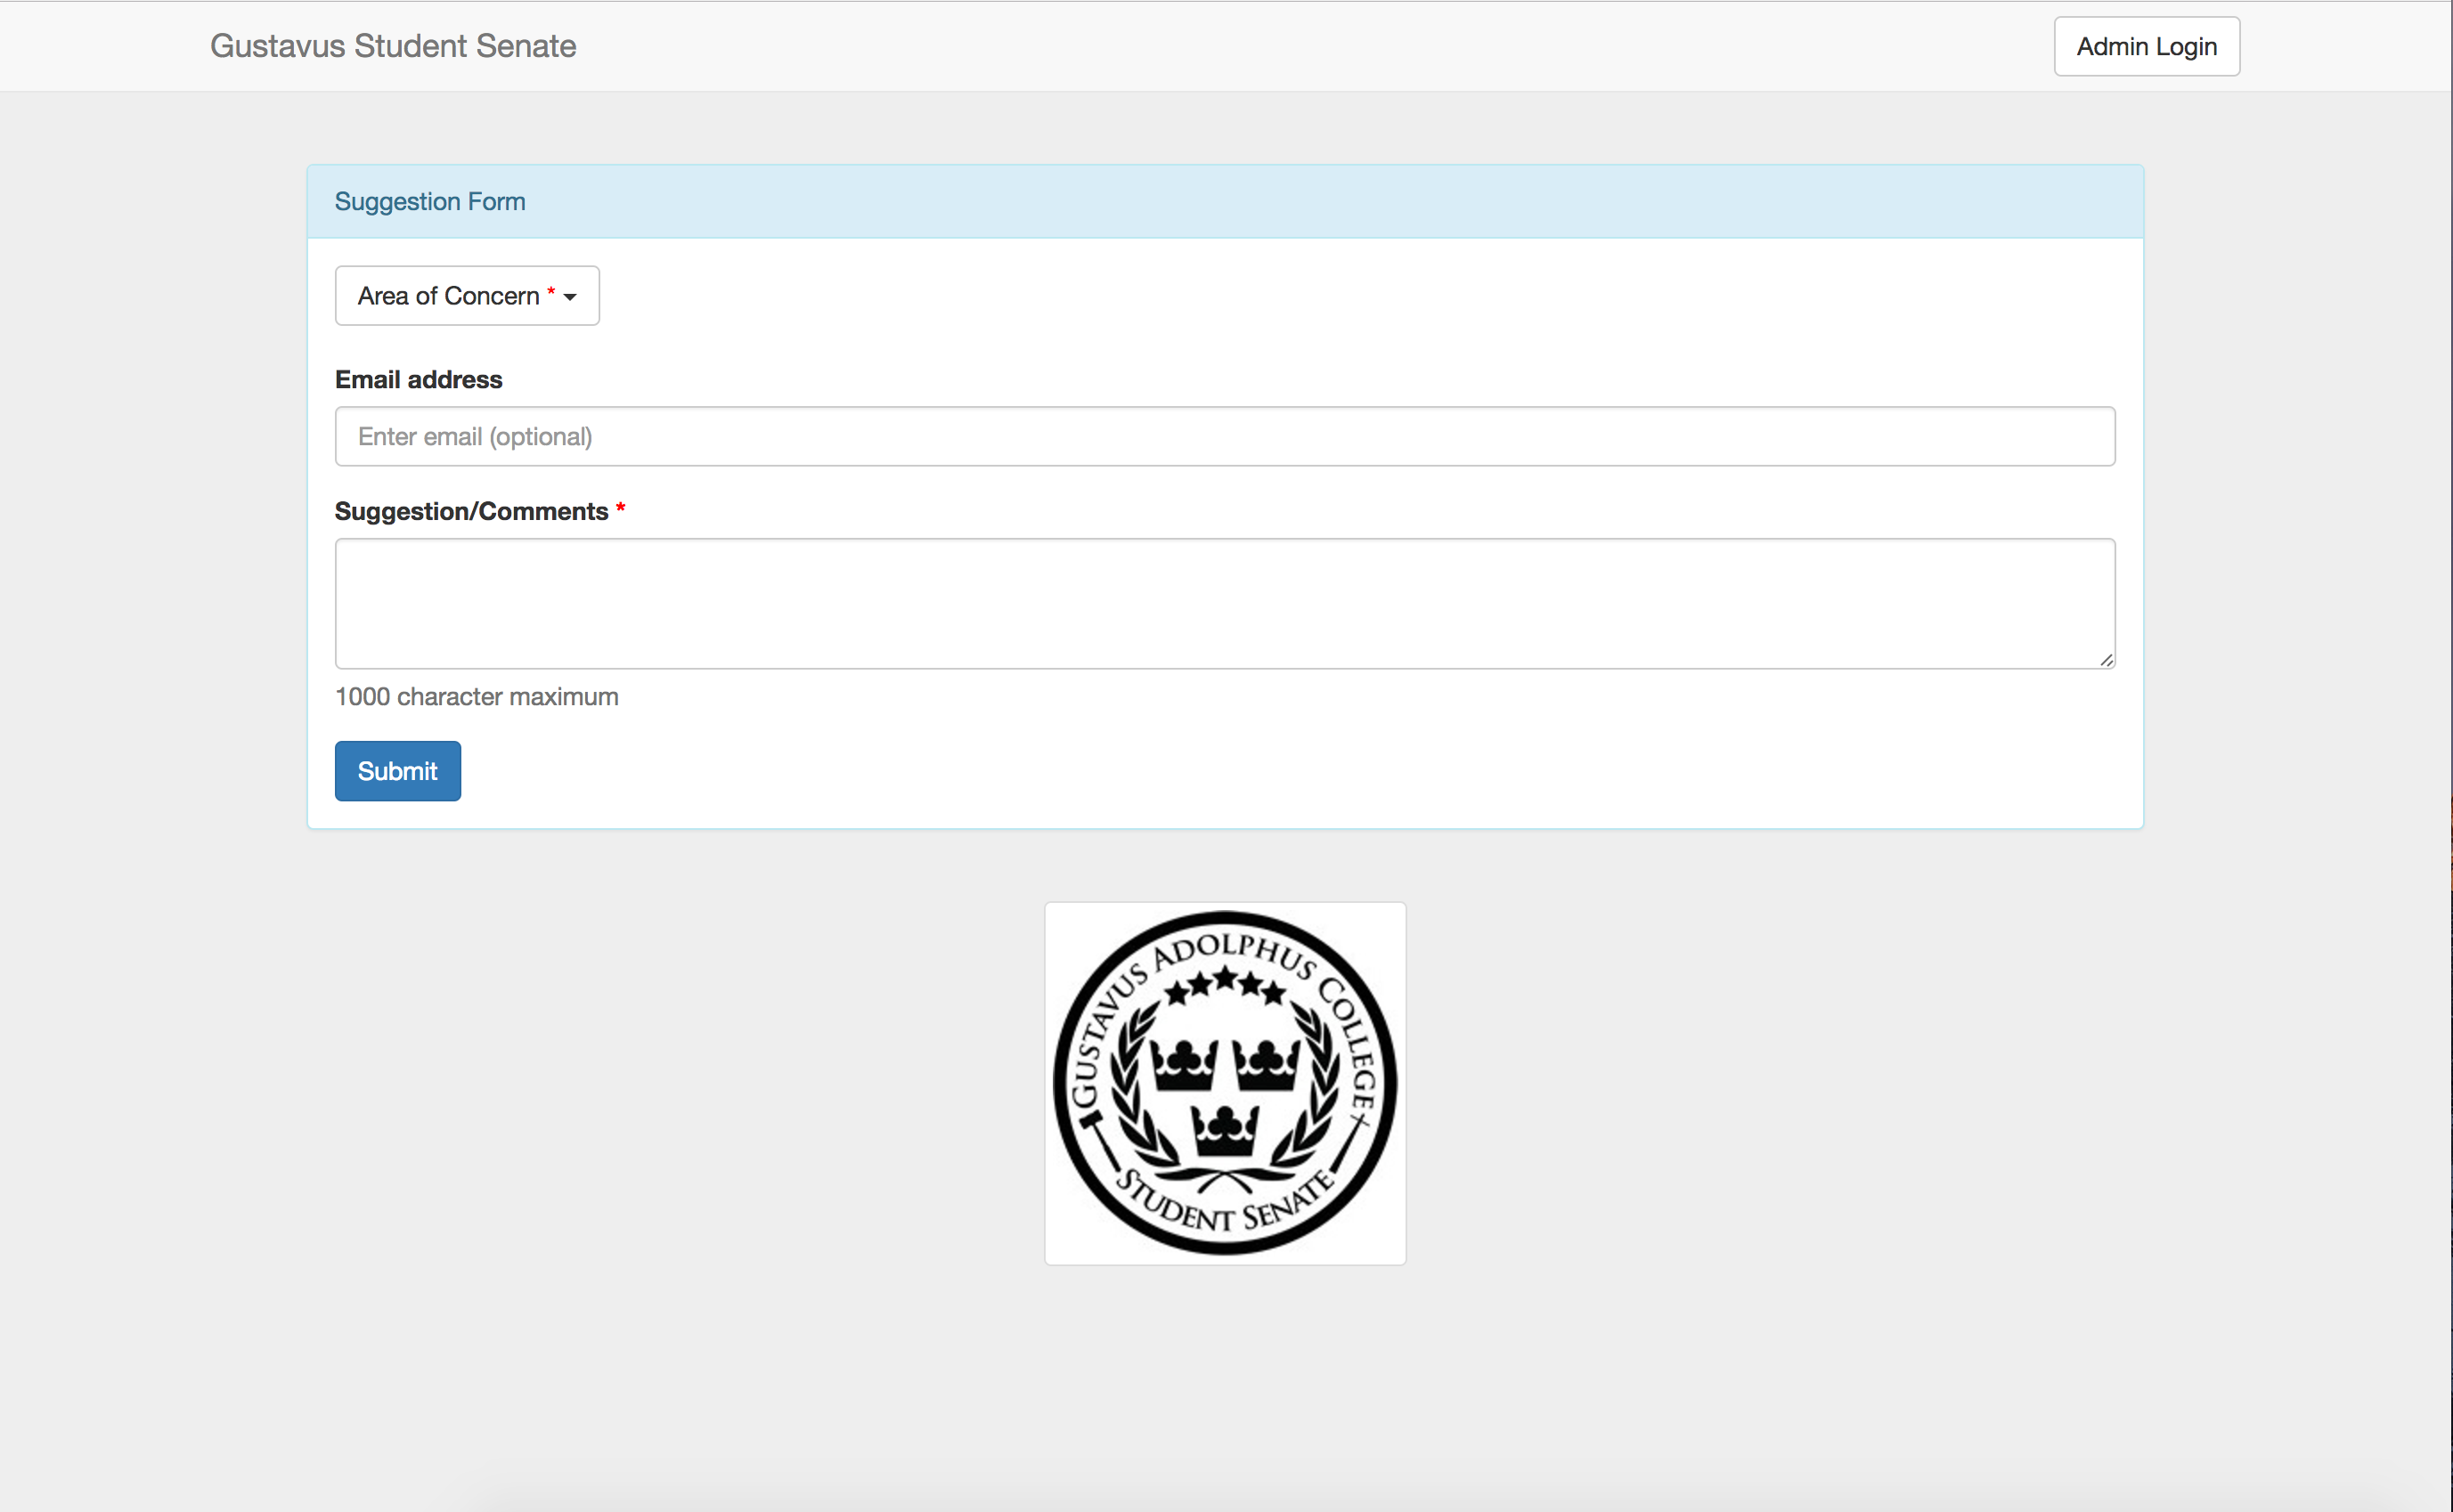 Gustavus Student Senate
Admin Login
Suggestion Form
Area of Concern *
Email address
Enter email (optional)
Suggestion/Comments *
1000 character maximum
Submit
GUSTAVUS ADOLPHUS COLLEGE
STUDENT SENATE